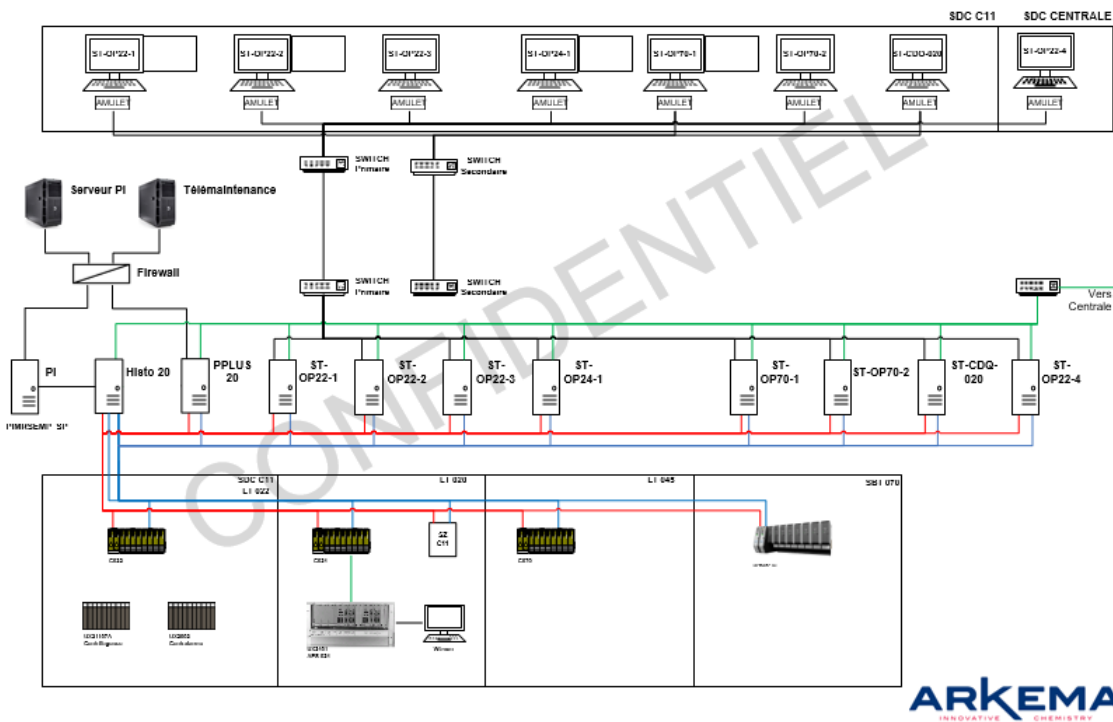 SDC C11
SDC CENTRALE
ST-OP22-1
ST-OP22-2
ST-OP22-3
ST-OP24-1
ST-OP70-1
ST-OP70-2
ST-CDQ-020
ST-OP22-4
AMULET
AMULET
AMULET
AMULET
AMULET
AMULET
AMULET
AMULET
SWITCH
Primaire
SWITCH
Secondaire
Serveur PI
Télémaintenance
Firewall
SWITCH
Primaire
SWITCH
Secondaire
Vers
Centrale
PI
Histo 20
PPLUS
20
ST-
OP22-1
ST-
OP22-2
ST-
OP22-3
ST-
OP24-1
ST-
OP70-1
ST-OP70-2
ST-CDQ-
020
ST-
OP22-4
CONFIDENTIEL
SDC C11
LT 022
LT 020
LT 045
SBT 070
SZ
C11
ARKEMA
INNOVATIVE CHEMISTRY